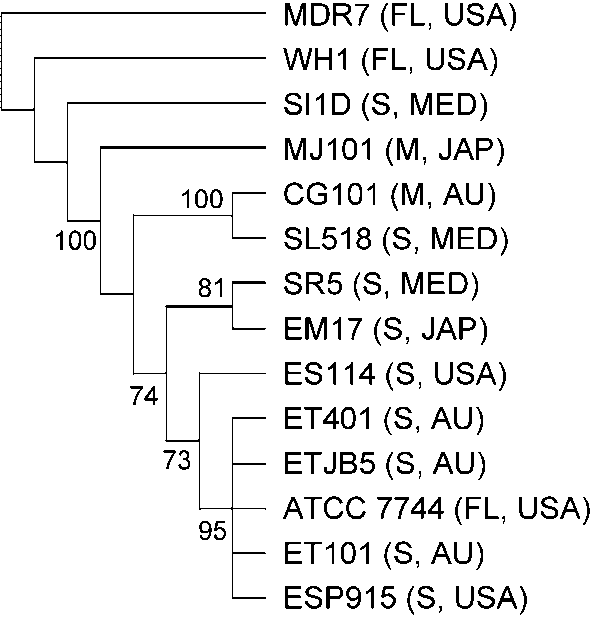 MDR7 (FL, USA)
WH1 (FL, USA)
SI1D (S, MED)
MJ101 (M, JAP)
CG101 (M, AU)
100
SL518 (S, MED)
100
SR5 (S, MED)
81
EM17 (S, JAP)
ES114 (S, USA)
74
ET401 (S, AU)
73
ETJB5 (S, AU)
ATCC 7744 (FL, USA)
95
ET101 (S, AU)
ESP915 (S, USA)